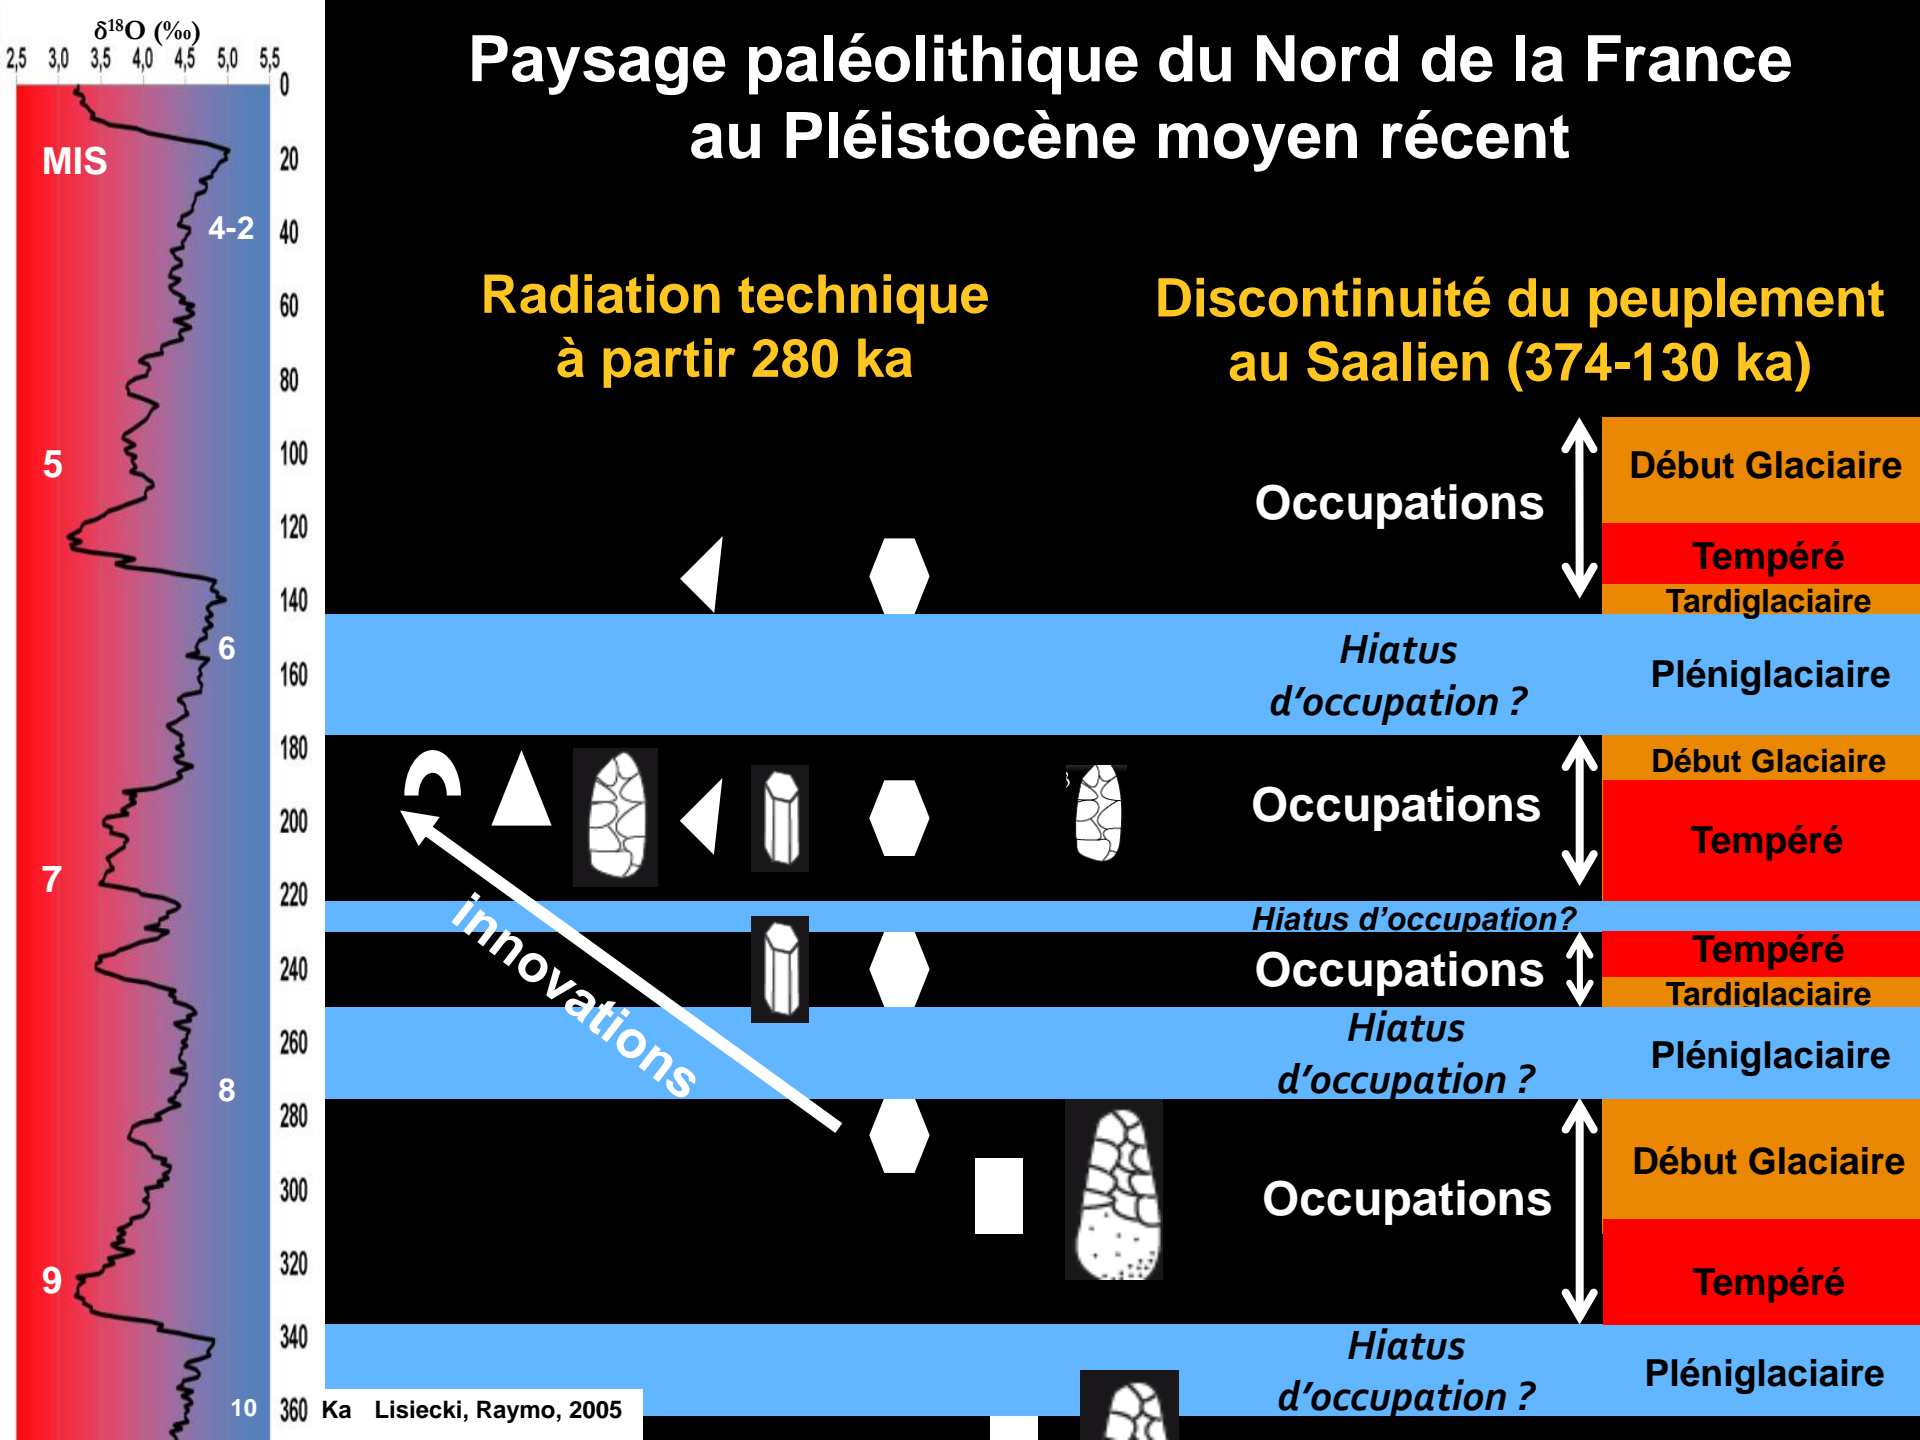 δ¹⁸O (‰)
2,5 3,0 3,5 4,0 4,5 5,0 5,5
Paysage paléolithique du Nord de la France
au Pléistocène moyen récent
MIS
4-2
5
6
7
8
9
10
0
20
40
60
80
100
120
140
160
180
200
220
240
260
280
300
320
340
360
Ka Lisiecki, Raymo, 2005
Radiation technique
à partir 280 ka
Discontinuité du peuplement
au Saalien (374-130 ka)
Occupations
Début Glaciaire
Tempéré
Tardiglaciaire
Hiatus
d'occupation ?
Pléniglaciaire
Occupations
Début Glaciaire
Tempéré
innovations
Hiatus d'occupation?
Occupations
Tempéré
Tardiglaciaire
Hiatus
d'occupation ?
Pléniglaciaire
Occupations
Début Glaciaire
Tempéré
Hiatus
d'occupation ?
Pléniglaciaire